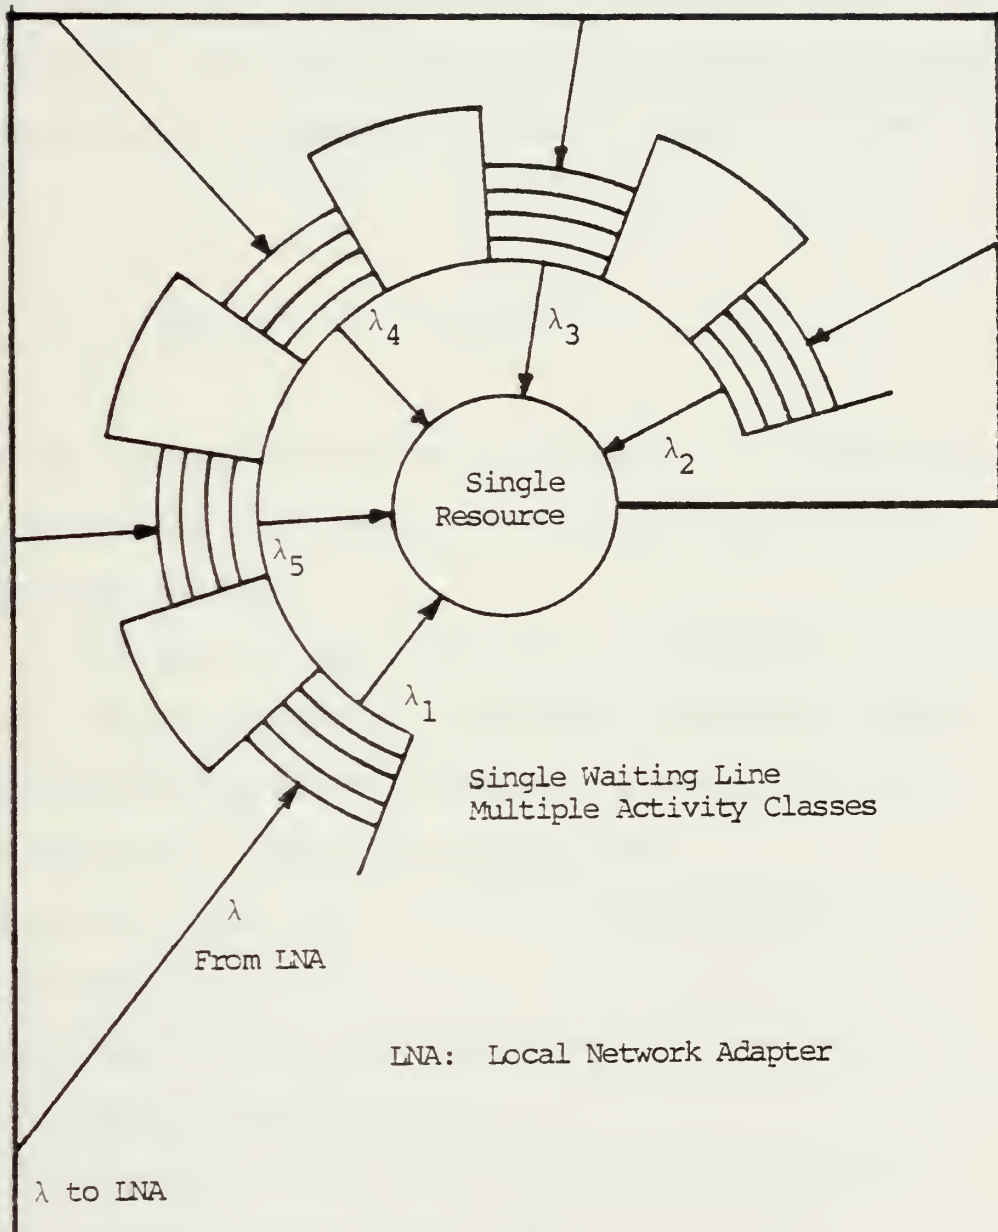 λ4
λ3
λ2
Single
Resource
λ5
λ1
Single Waiting Line
Multiple Activity Classes
λ
From LNA
LNA: Local Network Adapter
λ to LNA